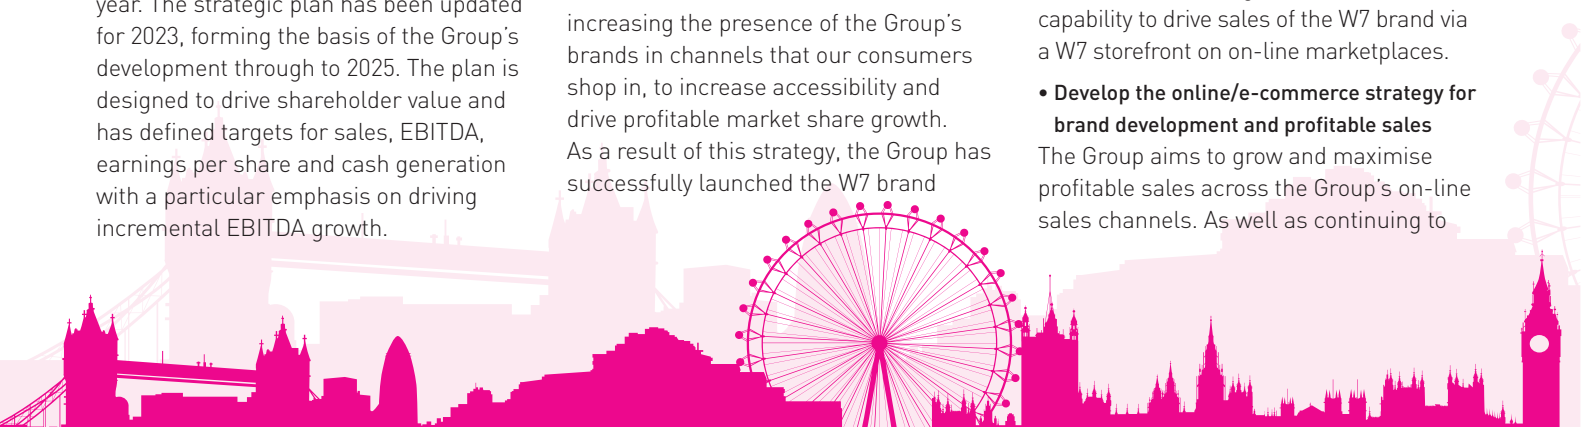 year. The strategic plan has been updated
for 2023, forming the basis of the Group's
development through to 2025. The plan is
designed to drive shareholder value and
has defined targets for sales, EBITDA,
earnings per share and cash generation
with a particular emphasis on driving
incremental EBITDA growth.
increasing the presence of the Group's
brands in channels that our consumers
shop in, to increase accessibility and
drive profitable market share growth.
As a result of this strategy, the Group has
successfully launched the W7 brand
capability to drive sales of the W7 brand via
a W7 storefront on on-line marketplaces.
• Develop the online/e-commerce strategy for
brand development and profitable sales
The Group aims to grow and maximise
profitable sales across the Group's on-line
sales channels. As well as continuing to